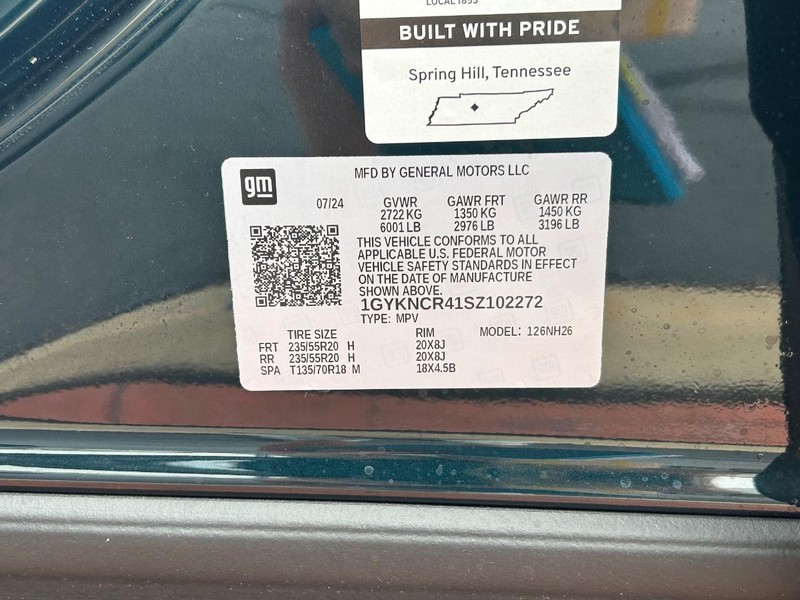 LOCAL1853
BUILT WITH PRIDE
Spring Hill, Tennessee
gm
MFD BY GENERAL MOTORS LLC
07/24 GVWR GAWR FRT GAWR RR
2722 KG 1350 KG 1450 KG
6001 LB 2976 LB 3196 LB
THIS VEHICLE CONFORMS TO ALL
APPLICABLE U.S. FEDERAL MOTOR
VEHICLE SAFETY STANDARDS IN EFFECT
ON THE DATE OF MANUFACTURE
SHOWN ABOVE.
1GYKNCR41SZ102272
TYPE: MPV
TIRE SIZE RIM MODEL: 126NH26
FRT 235/55R20 H 20X8J
RR 235/55R20 H 20X8J
SPA T135/70R18 M 18X4.5B